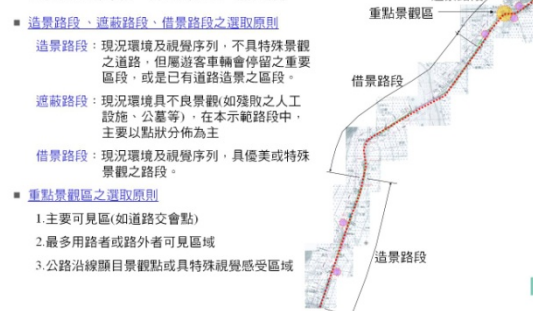 ■ 造景路段、遮蔽路段、借景路段之選取原則
造景路段：現況環境及視覺序列，不具特殊景觀
之道路，但屬遊客車輛會停留之重要
區段，或是已有道路造景之區段。
遮蔽路段：現況環境具不良景觀(如殘敗之人工
設施、公墓等)，在本示範路段中，
主要以點狀分佈為主
借景路段：現況環境及視覺序列，具優美或特殊
景觀之路段。
■ 重點景觀區之選取原則
1.主要可見區(如道路交會點)
2.最多用路者或路外者可見區域
3.公路沿線顯目景觀點或具特殊視覺感受區域
重點景觀區
借景路段
造景路段